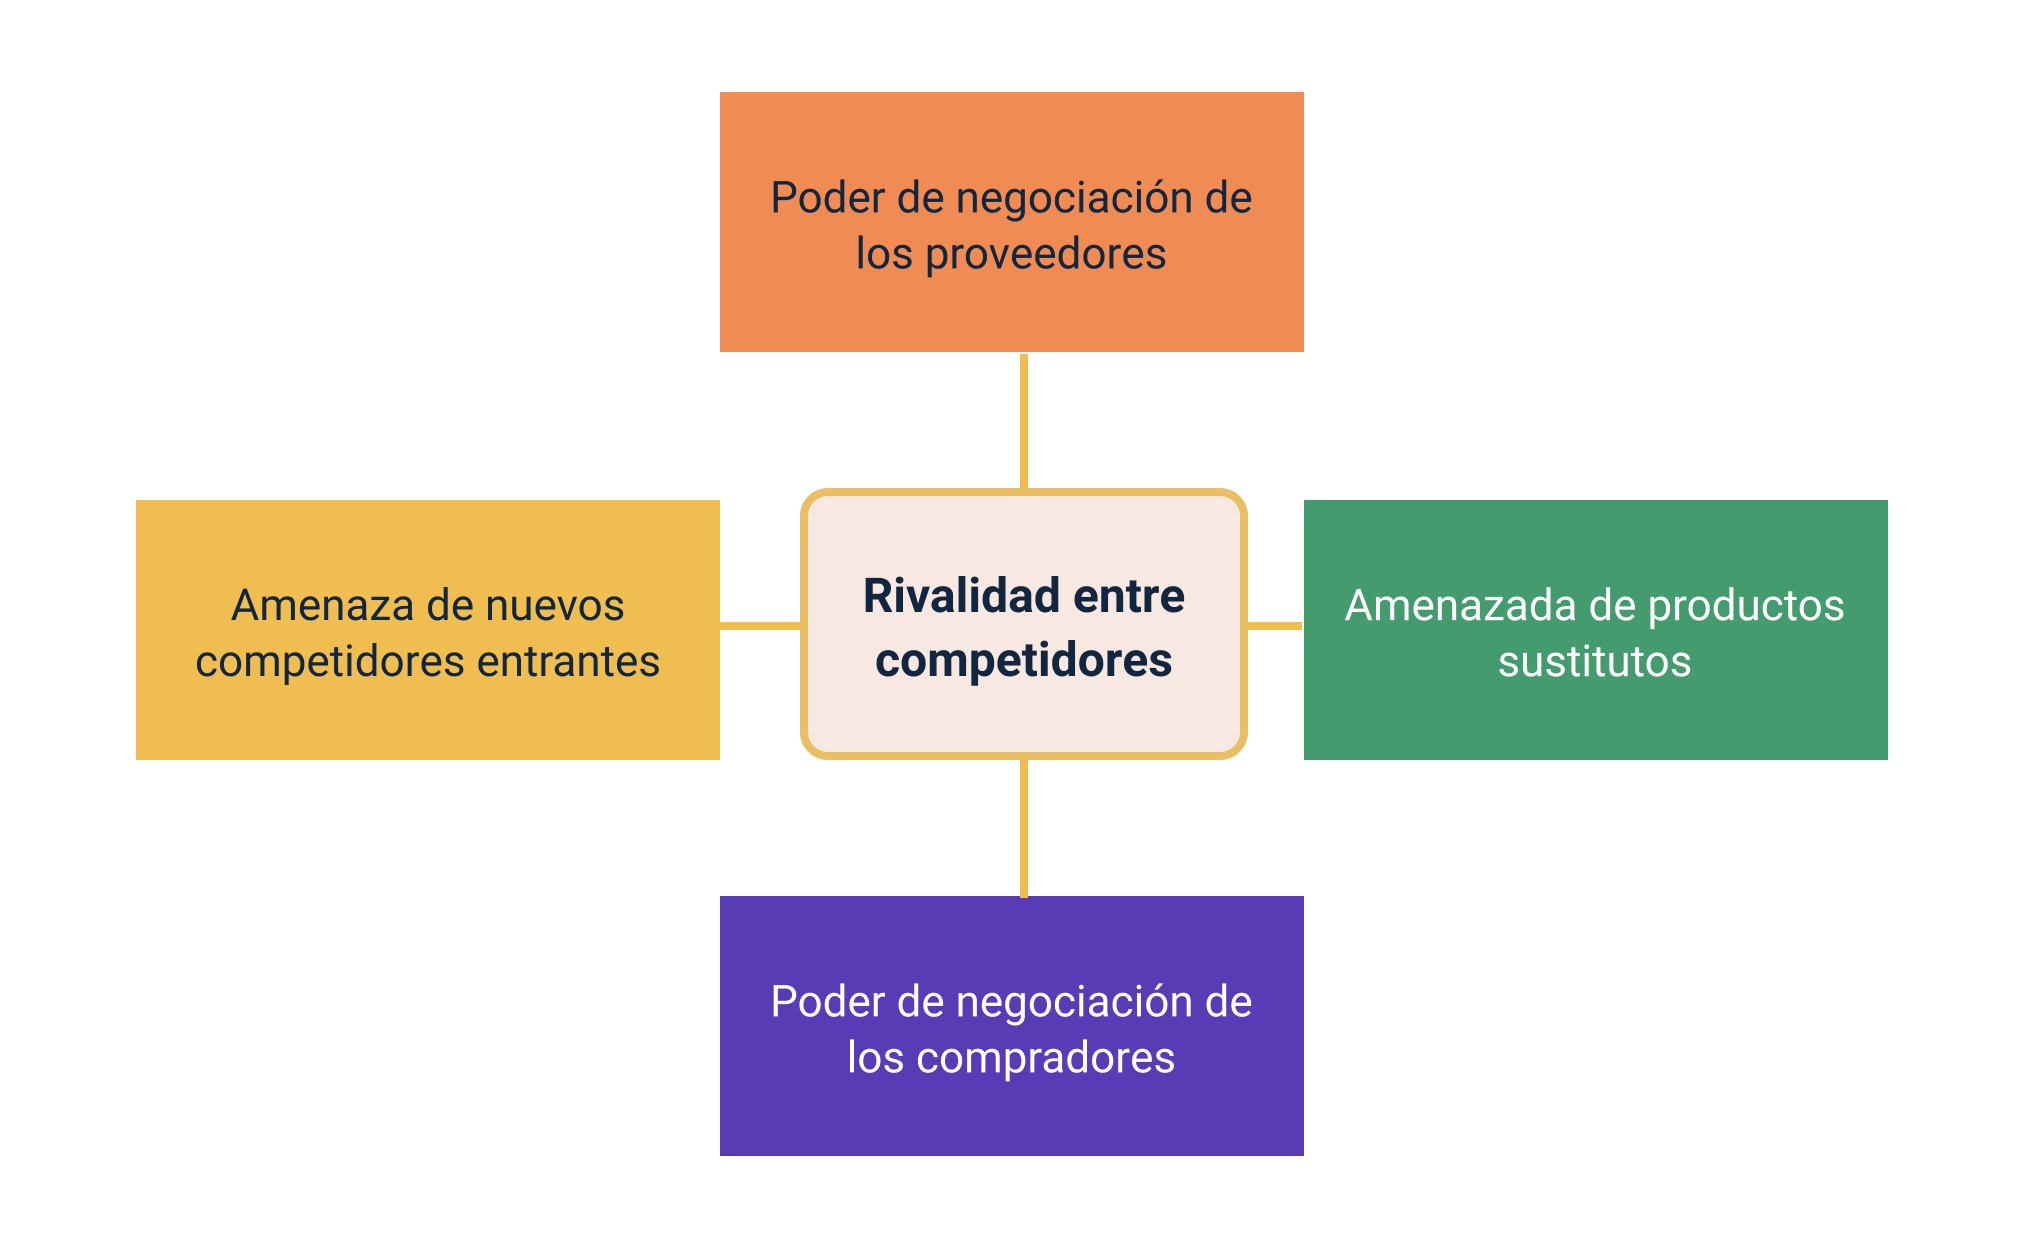 Poder de negociación de
los proveedores
Amenaza de nuevos
competidores entrantes
Rivalidad entre
competidores
Amenazada de productos
sustitutos
Poder de negociación de
los compradores